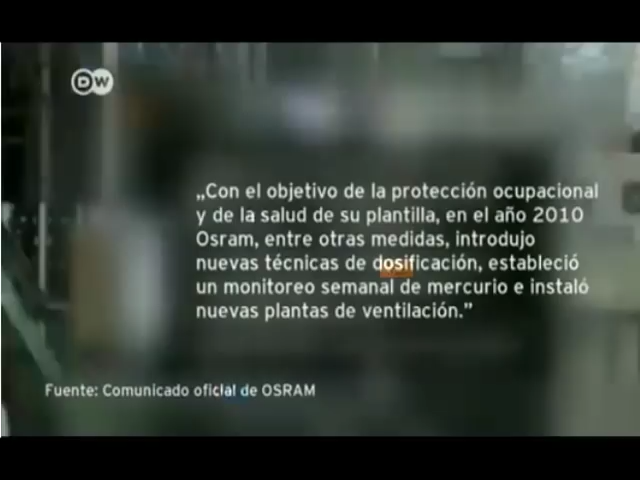 DW
„Con el objetivo de la protección ocupacional
y de la salud de su plantilla, en el año 2010
Osram, entre otras medidas, introdujo
nuevas técnicas de dosificación, estableció
un monitoreo semanal de mercurio e instaló
nuevas plantas de ventilación.”
Fuente: Comunicado oficial de OSRAM